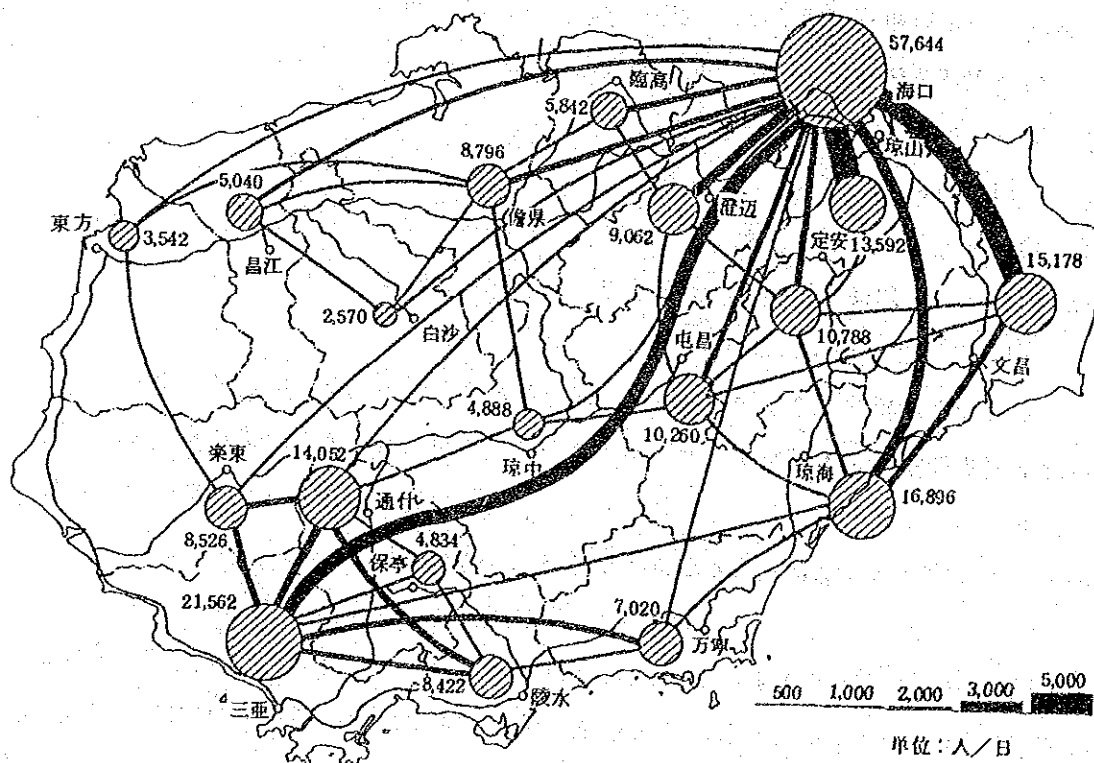 57,644
海口
琼山
臨高
5,842
8,796
儋県
5,040
昌江
東方
3,542
9,062
澄迈
定安
13,592
15,178
文昌
2,570
白沙
屯昌
10,788
4,888
琼中
10,260
琼海
16,896
楽東
14,052
通什
8,526
4,834
保亭
21,562
三亜
8,422
陵水
7,020
万寧
500 1,000 2,000 3,000 5,000
単位：人／日